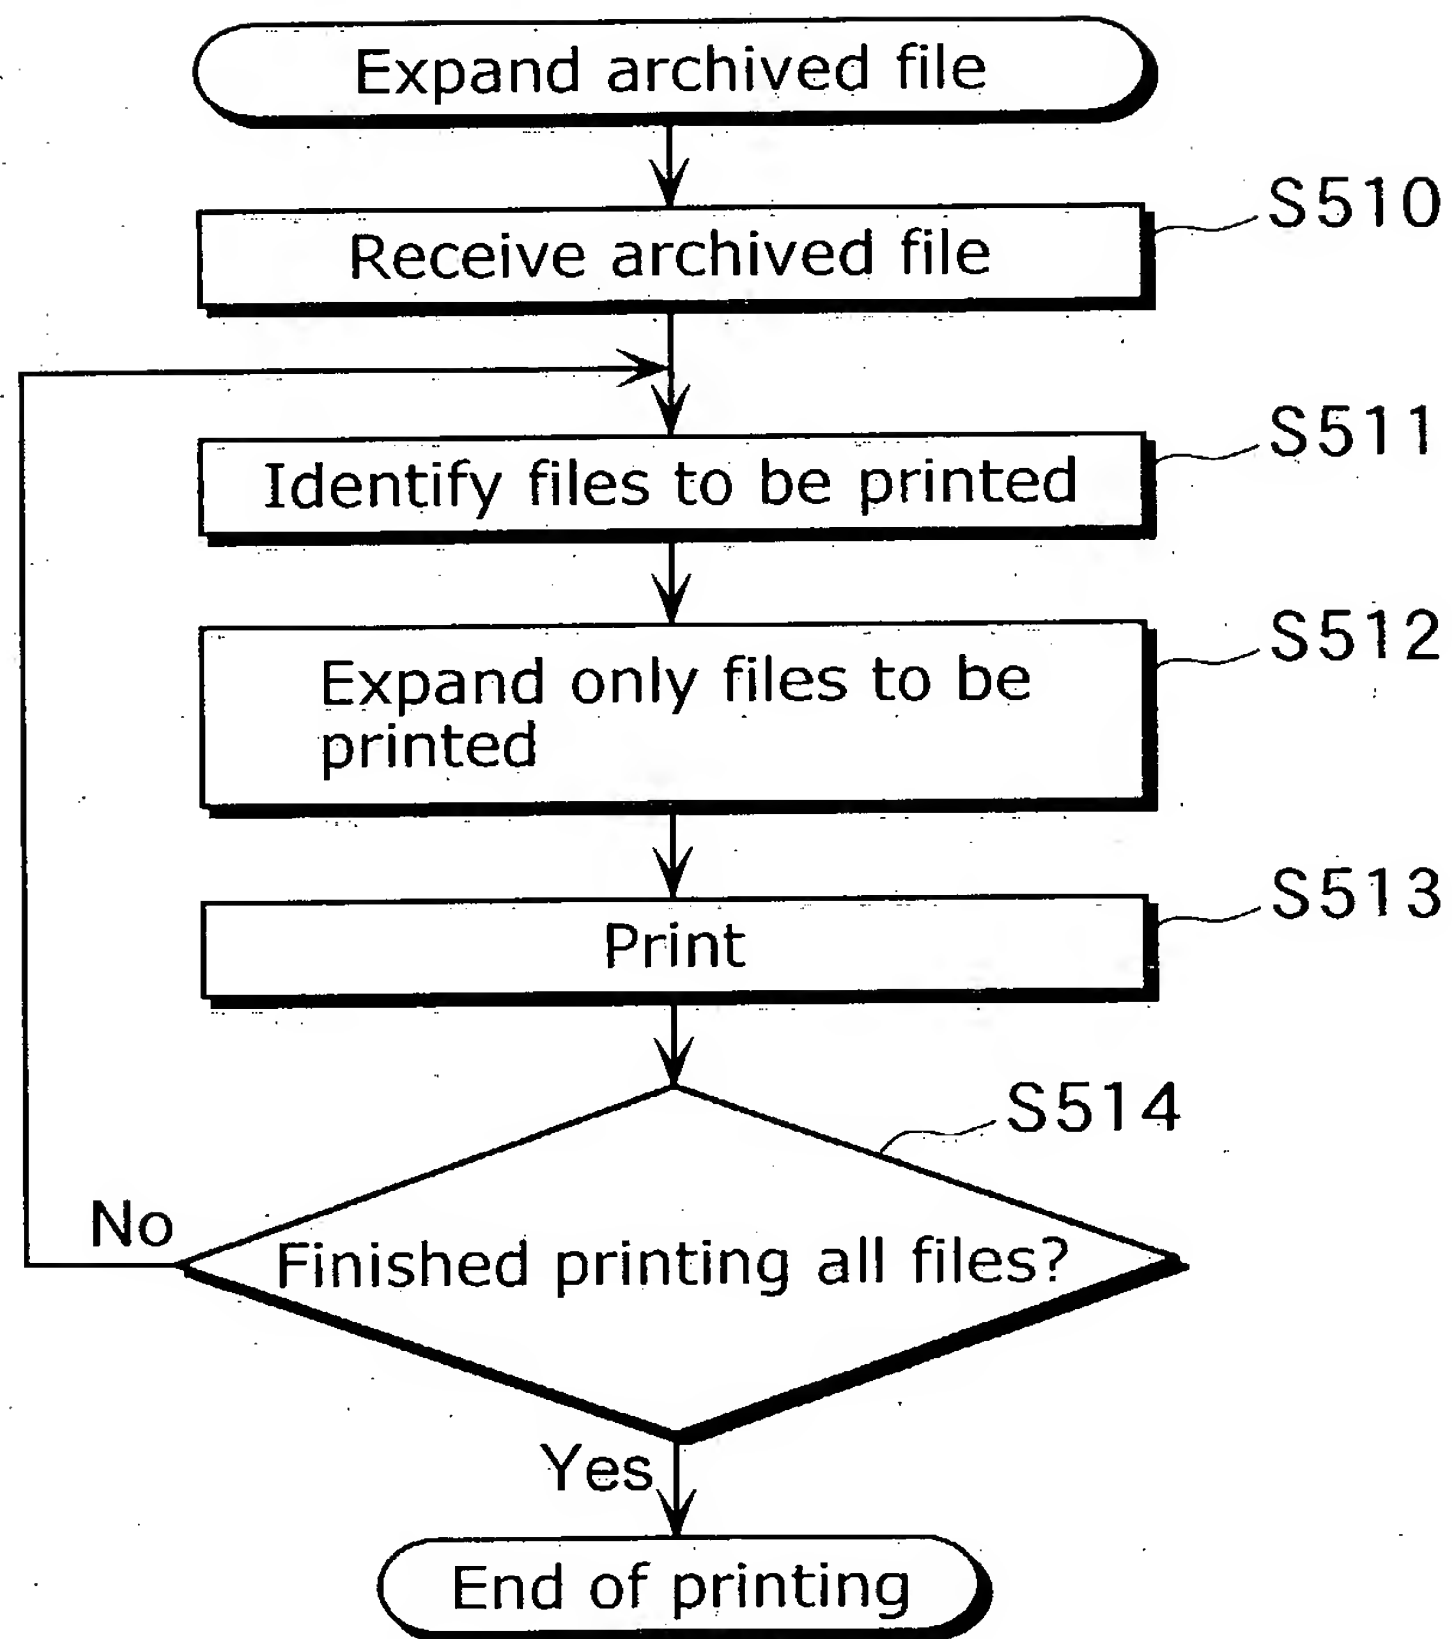 Expand archived file
S510
Receive archived file
S511
Identify files to be printed
S512
Expand only files to be
printed
S513
Print
S514
No
Finished printing all files?
Yes
End of printing